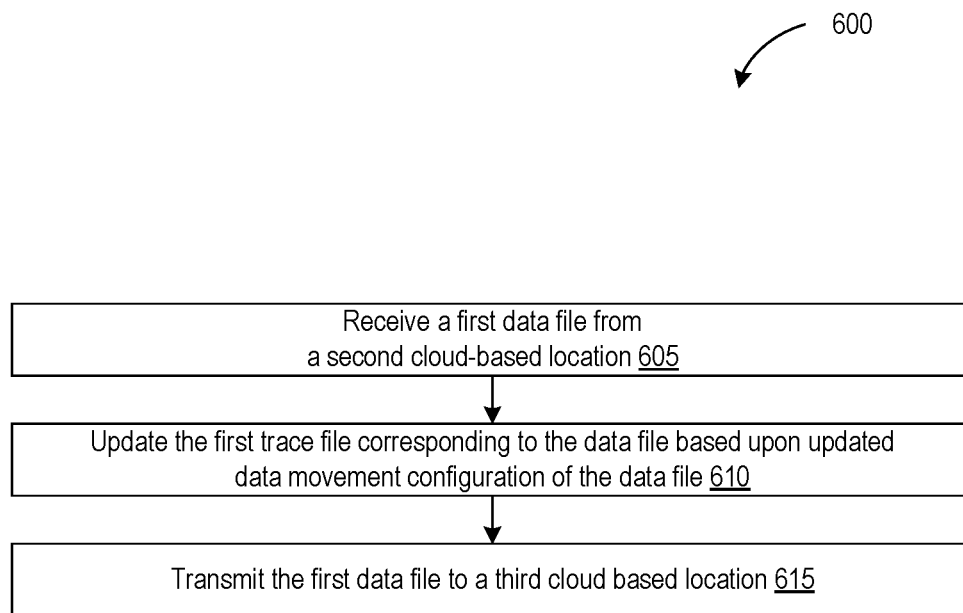 600
Receive a first data file from
a second cloud-based location 605
Update the first trace file corresponding to the data file based upon updated
data movement configuration of the data file 610
Transmit the first data file to a third cloud based location 615